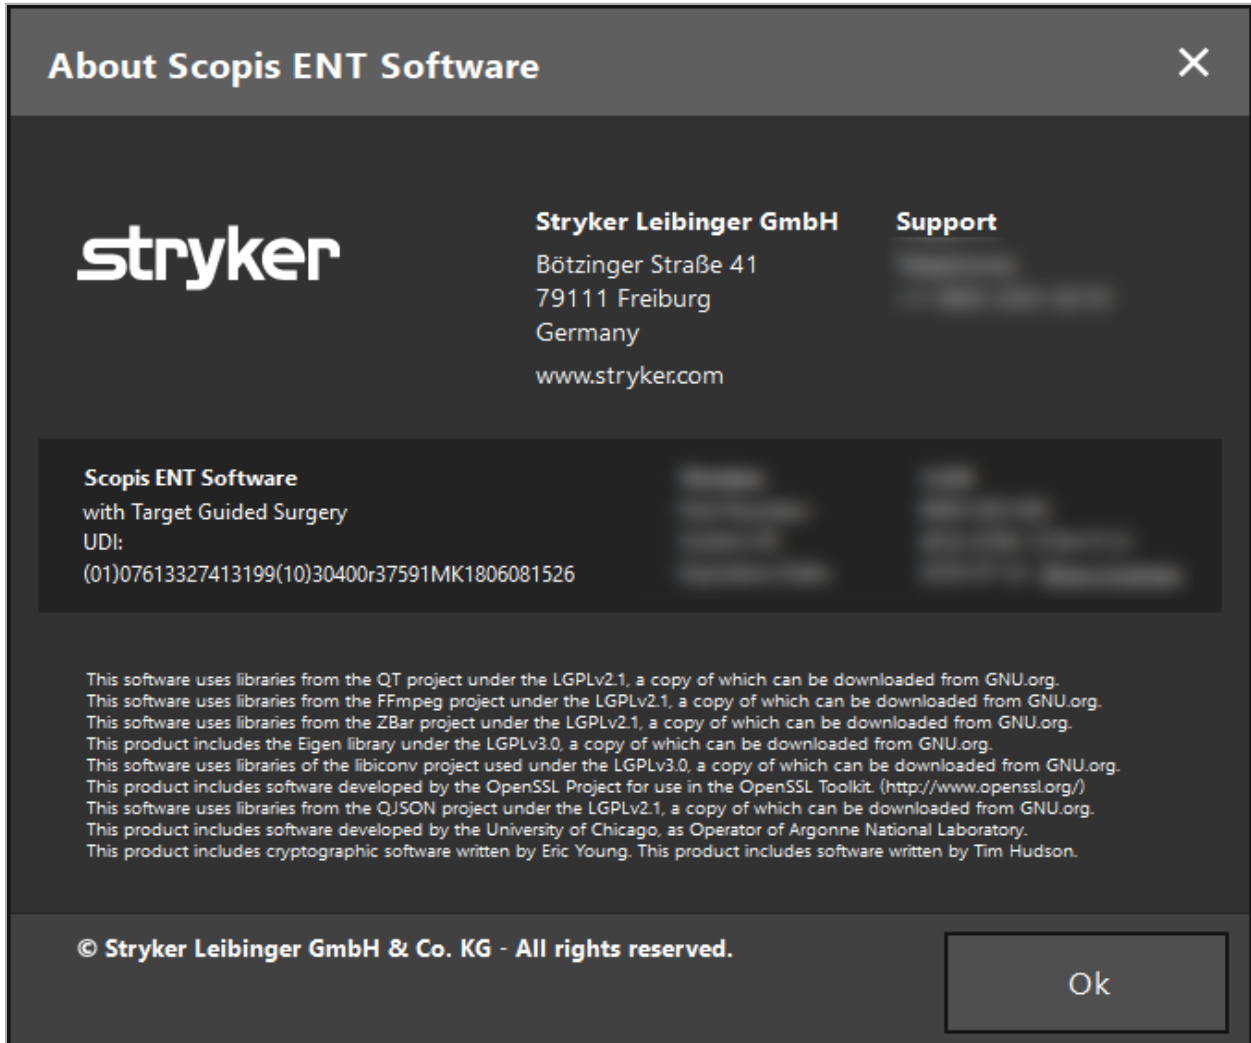 About Scopis ENT Software
stryker
Stryker Leibinger GmbH
Bötzinger Straße 41
79111 Freiburg
Germany
www.stryker.com
Support
Scopis ENT Software
with Target Guided Surgery
UDI:
(01)07613327413199(10)30400r37591MK1806081526
This software uses libraries from the QT project under the LGPLv2.1, a copy of which can be downloaded from GNU.org.
This software uses libraries from the FFmpeg project under the LGPLv2.1, a copy of which can be downloaded from GNU.org.
This software uses libraries from the ZBar project under the LGPLv2.1, a copy of which can be downloaded from GNU.org.
This product includes the Eigen library under the LGPLv3.0, a copy of which can be downloaded from GNU.org.
This software uses libraries of the libiconv project used under the LGPLv3.0, a copy of which can be downloaded from GNU.org.
This product includes software developed by the OpenSSL Project for use in the OpenSSL Toolkit. (http://www.openssl.org/)
This software uses libraries from the QJSON project under the LGPLv2.1, a copy of which can be downloaded from GNU.org.
This product includes software developed by the University of Chicago, as Operator of Argonne National Laboratory.
This product includes cryptographic software written by Eric Young. This product includes software written by Tim Hudson.
© Stryker Leibinger GmbH & Co. KG - All rights reserved.
Ok